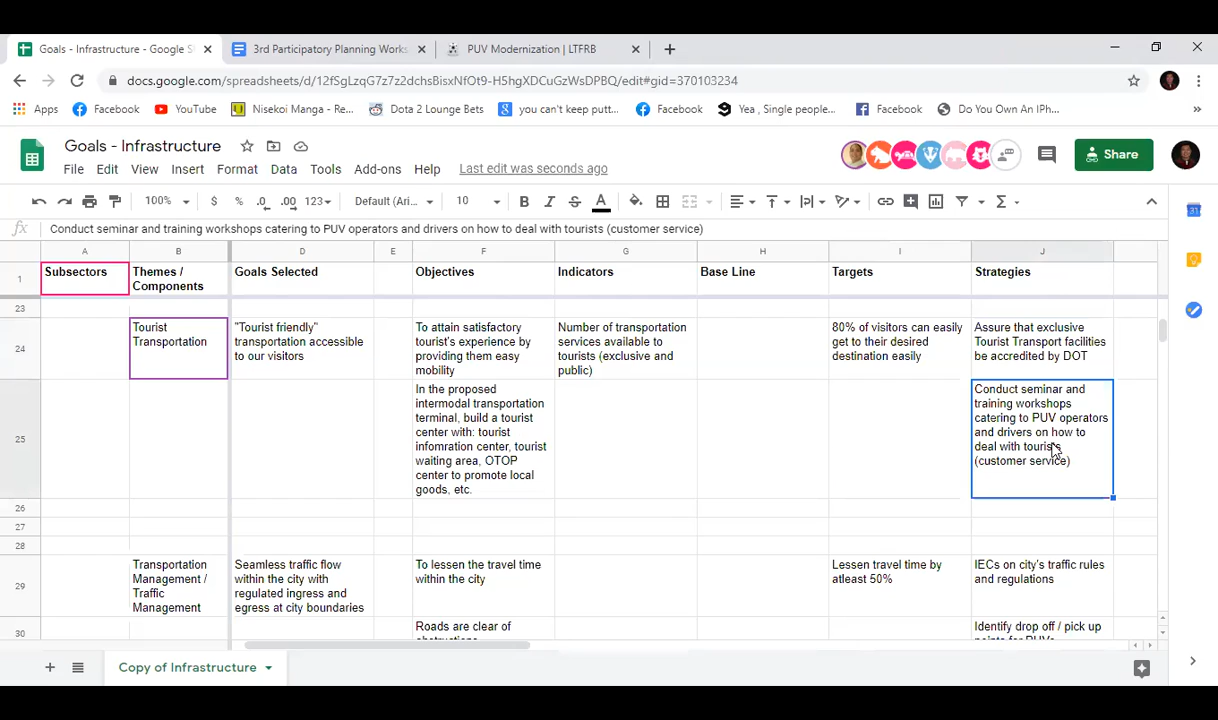 Goals - Infrastructure - Google S
3rd Participatory Planning Works
PUV Modernization | LTFRB
docs.google.com/spreadsheets/d/12fSgLzqG7z7z2dchsBisxNfOt9-H5hgXDCuGzWsDPBQ/edit#gid=370103234
Apps
Facebook
YouTube
Nisekoi Manga - Re...
Dota 2 Lounge Bets
you can't keep putt...
Facebook
Yea , Single people...
Facebook
Do You Own An IPh...
»
Goals - Infrastructure
Share
File Edit View Insert Format Data Tools Add-ons Help Last edit was seconds ago
100% $ % .0 .00 123 Default (Ari... 10 B I S A
fx Conduct seminar and training workshops catering to PUV operators and drivers on how to deal with tourists (customer service)
31
A B D E F G H I J
1
Subsectors
Themes /
Components
Goals Selected
Objectives
Indicators
Base Line
Targets
Strategies
23
24
Tourist
Transportation
"Tourist friendly"
transportation accessible
to our visitors
To attain satisfactory
tourist's experience by
providing them easy
mobility
Number of transportation
services available to
tourists (exclusive and
public)
80% of visitors can easily
get to their desired
destination easily
Assure that exclusive
Tourist Transport facilities
be accredited by DOT
25
In the proposed
intermodal transportation
terminal, build a tourist
center with: tourist
infomration center, tourist
waiting area, OTOP
center to promote local
goods, etc.
Conduct seminar and
training workshops
catering to PUV operators
and drivers on how to
deal with tourists
(customer service)
26
27
28
29
Transportation
Management /
Traffic
Management
Seamless traffic flow
within the city with
regulated ingress and
egress at city boundaries
To lessen the travel time
within the city
Lessen travel time by
atleast 50%
IECs on city's traffic rules
and regulations
30
Roads are clear of
obstructions
Identify drop off / pick up
points for PUVs
Copy of Infrastructure